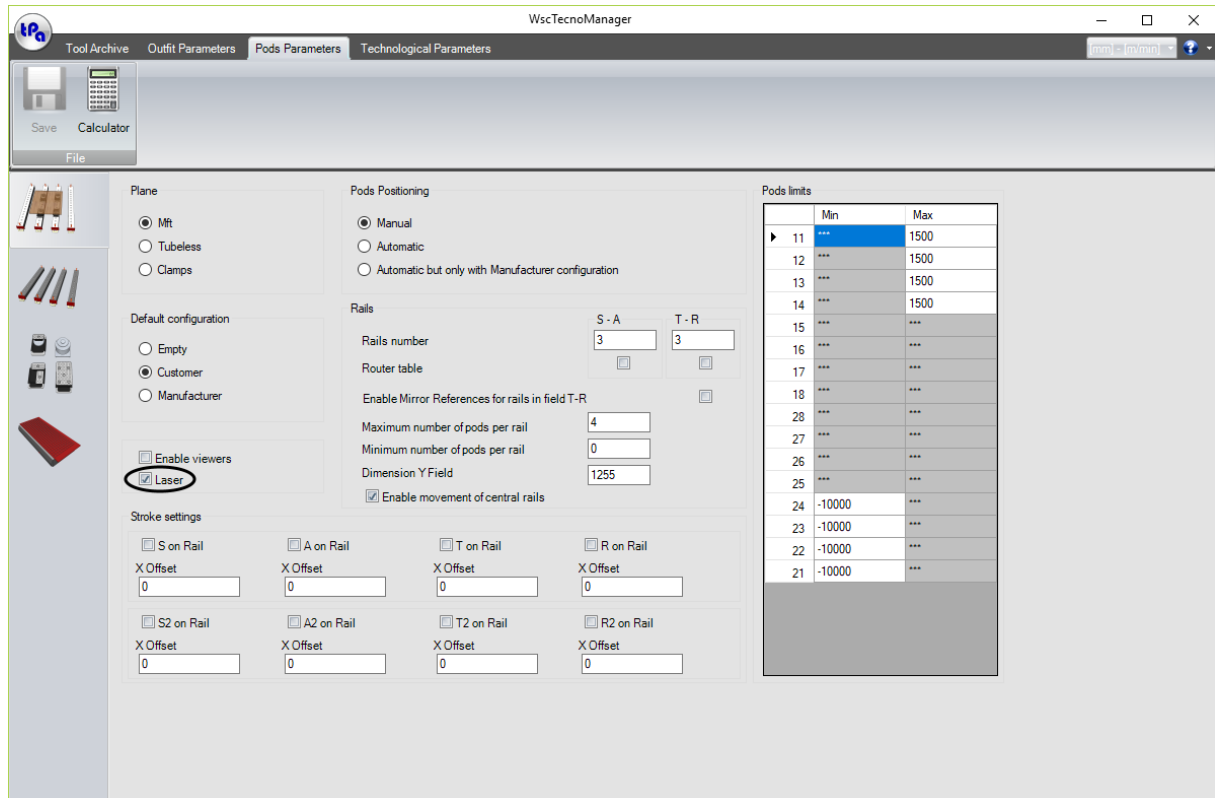 WscTecnoManager
tPa
Tool Archive Outfit Parameters Pods Parameters Technological Parameters
[mm] - [m/min]
Save Calculator
File
Plane
Mft
Tubeless
Clamps
Default configuration
Empty
Customer
Manufacturer
Enable viewers
Laser
Pods Positioning
Manual
Automatic
Automatic but only with Manufacturer configuration
Rails
S - A T - R
Rails number 3 3
Router table
Enable Mirror References for rails in field T-R
Maximum number of pods per rail 4
Minimum number of pods per rail 0
Dimension Y Field 1255
Enable movement of central rails
Stroke settings
S on Rail A on Rail T on Rail R on Rail
X Offset X Offset X Offset X Offset
0 0 0 0
S2 on Rail A2 on Rail T2 on Rail R2 on Rail
X Offset X Offset X Offset X Offset
0 0 0 0
Pods limits
Min Max
11 *** 1500
12 *** 1500
13 *** 1500
14 *** 1500
15 *** ***
16 *** ***
17 *** ***
18 *** ***
28 *** ***
27 *** ***
26 *** ***
25 *** ***
24 -10000 ***
23 -10000 ***
22 -10000 ***
21 -10000 ***